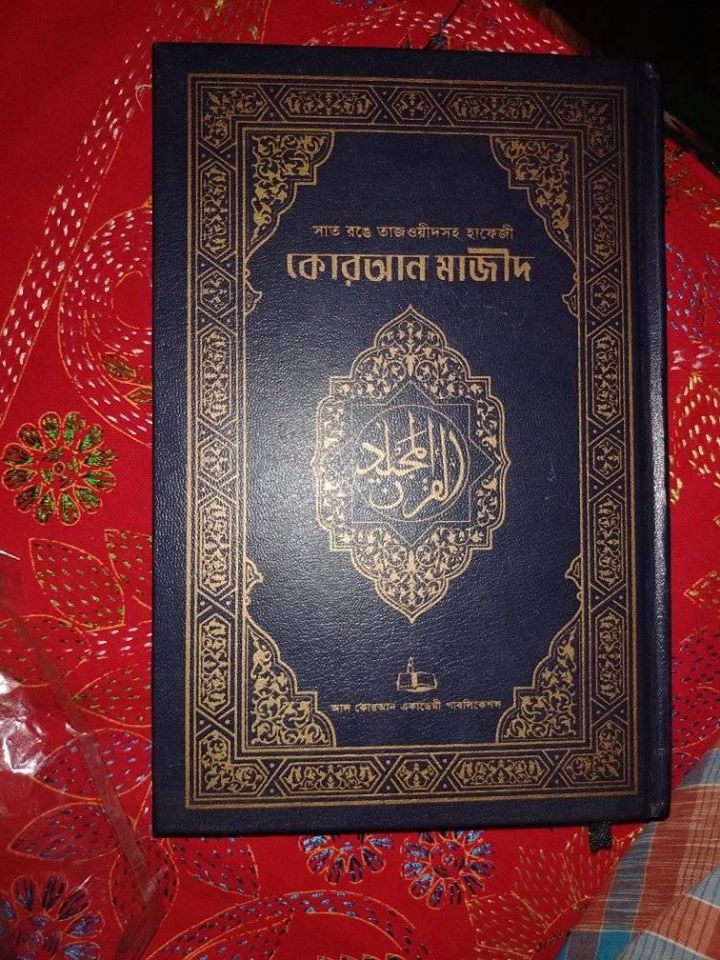 সাত রঙে তাজওয়ীদসহ হাফেজী
কোরআন মাজীদ
القرآن المجيد
আল কোরআন একাডেমী পাবলিকেশন্স